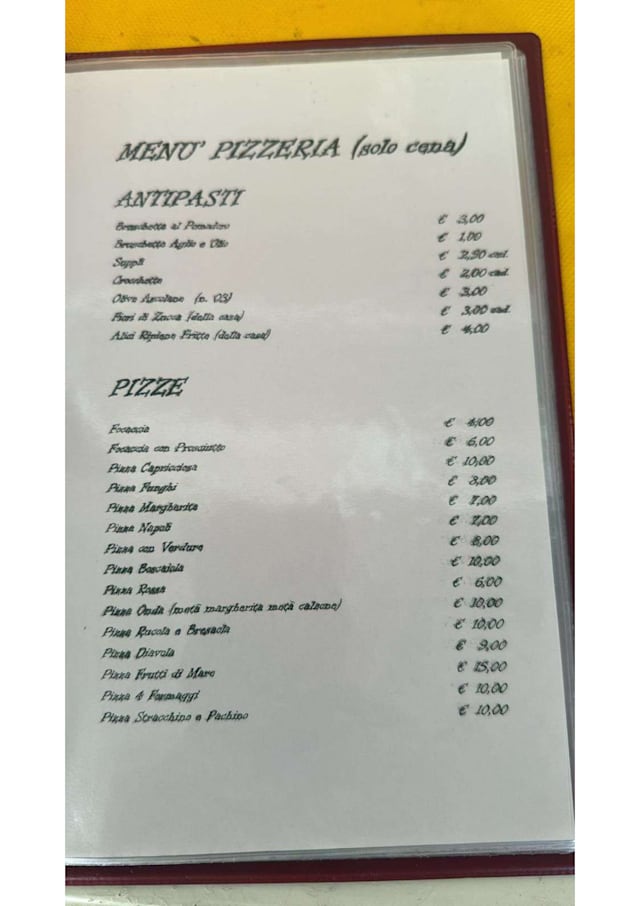 MENU' PIZZERIA (solo cena)
ANTIPASTI
Bruschetta al Pomodoro € 3,00
Bruschetta Aglio e Olio € 1,00
Supplì € 2,50 cad.
Crocchette € 2,00 cad.
Olive Ascolane (n. 03) € 3,00
Fiori di Zucca (della casa) € 3,00 cad.
Alici Ripiene Fritte (della casa) € 4,00
PIZZE
Focaccia € 4,00
Focaccia con Prosciutto € 6,00
Pizza Capricciosa € 10,00
Pizza Funghi € 8,00
Pizza Margherita € 7,00
Pizza Napoli € 7,00
Pizza con Verdure € 8,00
Pizza Boscaiola € 10,00
Pizza Rossa € 6,00
Pizza Onda (metà margherita metà calzone) € 10,00
Pizza Rucola e Bresaola € 10,00
Pizza Diavola € 9,00
Pizza Frutti di Mare € 15,00
Pizza 4 Formaggi € 10,00
Pizza Stracchino e Pachino € 10,00